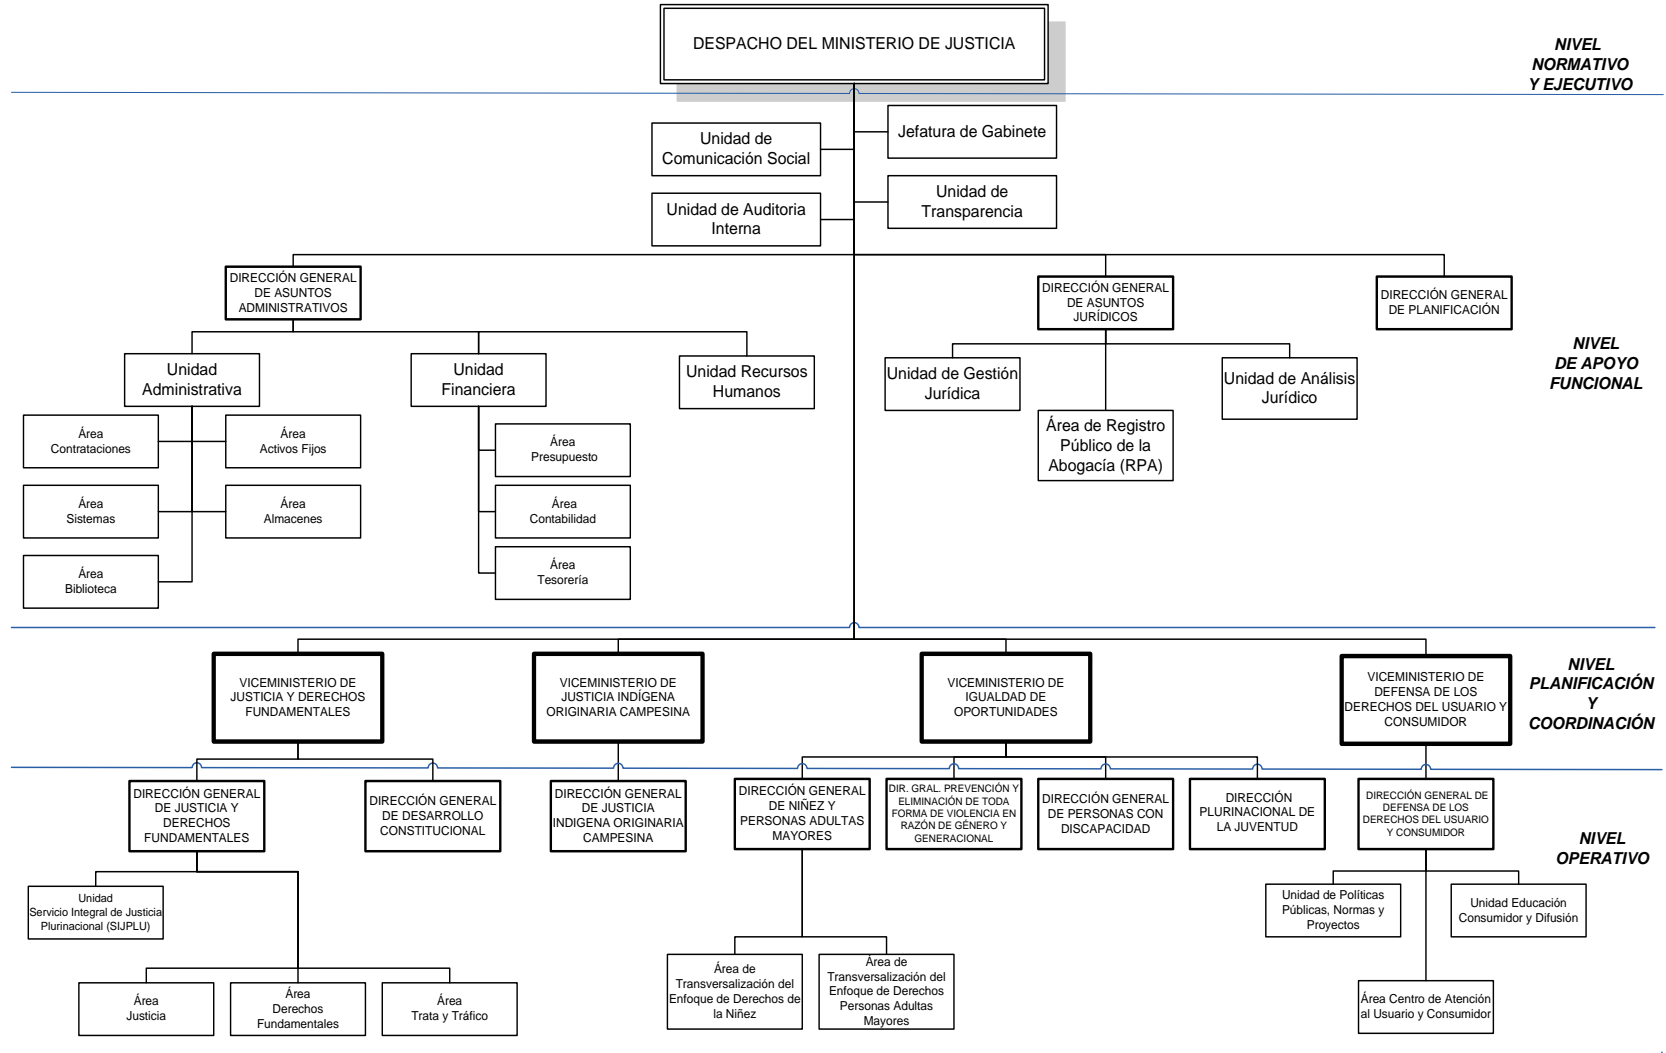 DESPACHO DEL MINISTERIO DE JUSTICIA
NIVEL
NORMATIVO
Y EJECUTIVO
Unidad de
Comunicación Social
Jefatura de Gabinete
Unidad de Auditoria
Interna
Unidad de
Transparencia
DIRECCIÓN GENERAL
DE ASUNTOS
ADMINISTRATIVOS
DIRECCIÓN GENERAL
DE ASUNTOS
JURÍDICOS
DIRECCIÓN GENERAL
DE PLANIFICACIÓN
NIVEL
DE APOYO
FUNCIONAL
Unidad
Administrativa
Unidad
Financiera
Unidad Recursos
Humanos
Unidad de Gestión
Jurídica
Unidad de Análisis
Jurídico
Área de Registro
Público de la
Abogacía (RPA)
Área
Contrataciones
Área
Activos Fijos
Área
Presupuesto
Área
Sistemas
Área
Almacenes
Área
Contabilidad
Área
Biblioteca
Área
Tesorería
VICEMINISTERIO DE
JUSTICIA Y DERECHOS
FUNDAMENTALES
VICEMINISTERIO DE
JUSTICIA INDÍGENA
ORIGINARIA CAMPESINA
VICEMINISTERIO DE
IGUALDAD DE
OPORTUNIDADES
VICEMINISTERIO DE
DEFENSA DE LOS
DERECHOS DEL USUARIO Y
CONSUMIDOR
NIVEL
PLANIFICACIÓN
Y
COORDINACIÓN
DIRECCIÓN GENERAL
DE JUSTICIA Y
DERECHOS
FUNDAMENTALES
DIRECCIÓN GENERAL
DE DESARROLLO
CONSTITUCIONAL
DIRECCIÓN GENERAL
DE JUSTICIA
INDIGENA ORIGINARIA
CAMPESINA
DIRECCIÓN GENERAL
DE NIÑEZ Y
PERSONAS ADULTAS
MAYORES
DIR. GRAL. PREVENCIÓN Y
ELIMINACIÓN DE TODA
FORMA DE VIOLENCIA EN
RAZÓN DE GÉNERO Y
GENERACIONAL
DIRECCIÓN GENERAL
DE PERSONAS CON
DISCAPACIDAD
DIRECCIÓN
PLURINACIONAL DE
LA JUVENTUD
DIRECCIÓN GENERAL DE
DEFENSA DE LOS
DERECHOS DEL USUARIO
Y CONSUMIDOR
NIVEL
OPERATIVO
Unidad
Servicio Integral de Justicia
Plurinacional (SIJPLU)
Unidad de Políticas
Públicas, Normas y
Proyectos
Unidad Educación
Consumidor y Difusión
Área
Justicia
Área
Derechos
Fundamentales
Área
Trata y Tráfico
Área de
Transversalización del
Enfoque de Derechos de
la Niñez
Área de
Transversalización del
Enfoque de Derechos
Personas Adultas
Mayores
Área Centro de Atención
al Usuario y Consumidor